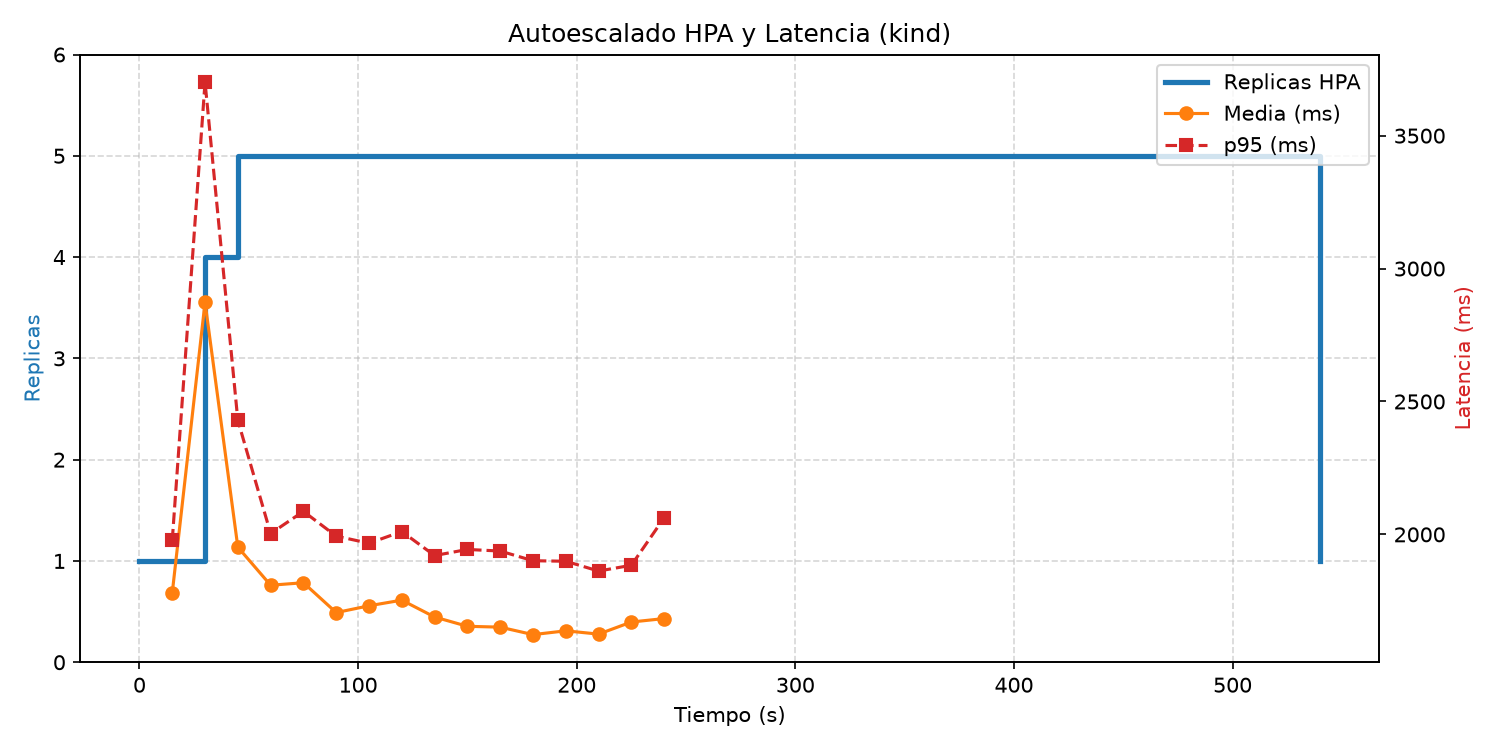 Autoescalado HPA y Latencia (kind)
Replicas HPA
Media (ms)
p95 (ms)
Replicas
6
5
4
3
2
1
0
3500
3000
2500
2000
Latencia (ms)
0 100 200 300 400 500
Tiempo (s)